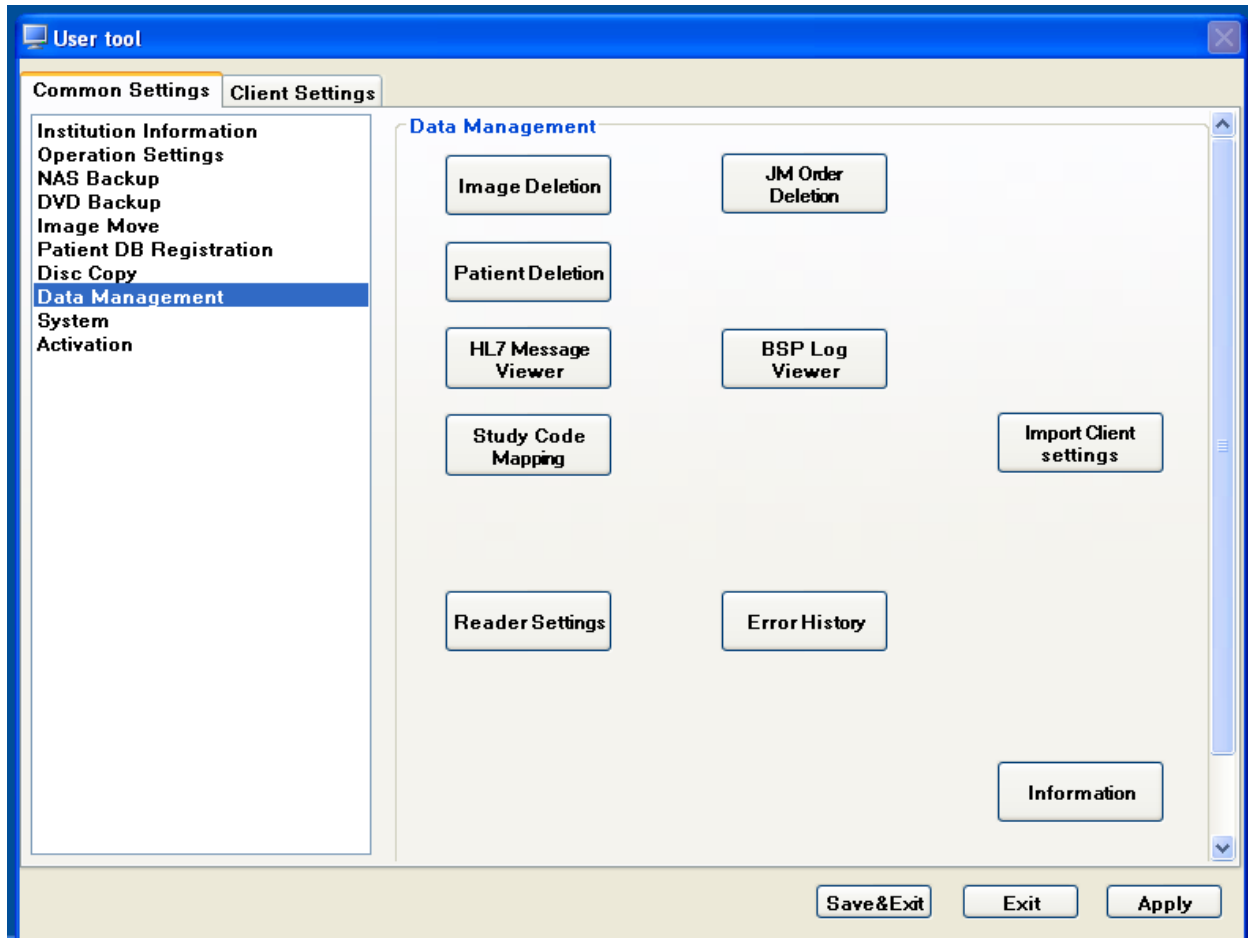 User tool
Common Settings
Client Settings
Institution Information
Operation Settings
NAS Backup
DVD Backup
Image Move
Patient DB Registration
Disc Copy
Data Management
System
Activation
Data Management
Image Deletion
JM Order
Deletion
Patient Deletion
HL7 Message
Viewer
BSP Log
Viewer
Study Code
Mapping
Import Client
settings
Reader Settings
Error History
Information
Save&Exit
Exit
Apply